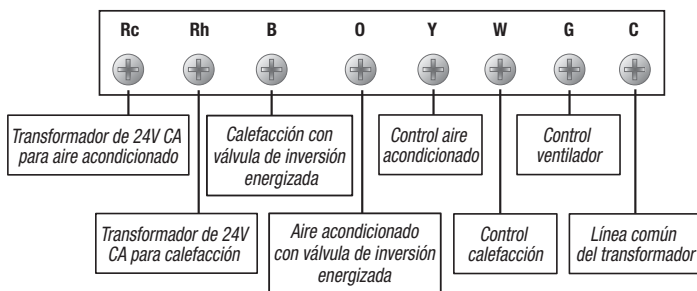 Rc Rh B O Y W G C
Transformador de 24V CA
para aire acondicionado
Calefacción con
válvula de inversión
energizada
Control aire
acondicionado
Control
ventilador
Transformador de 24V
CA para calefacción
Aire acondicionado
con válvula de inversión
energizada
Control
calefacción
Línea común
del transformador